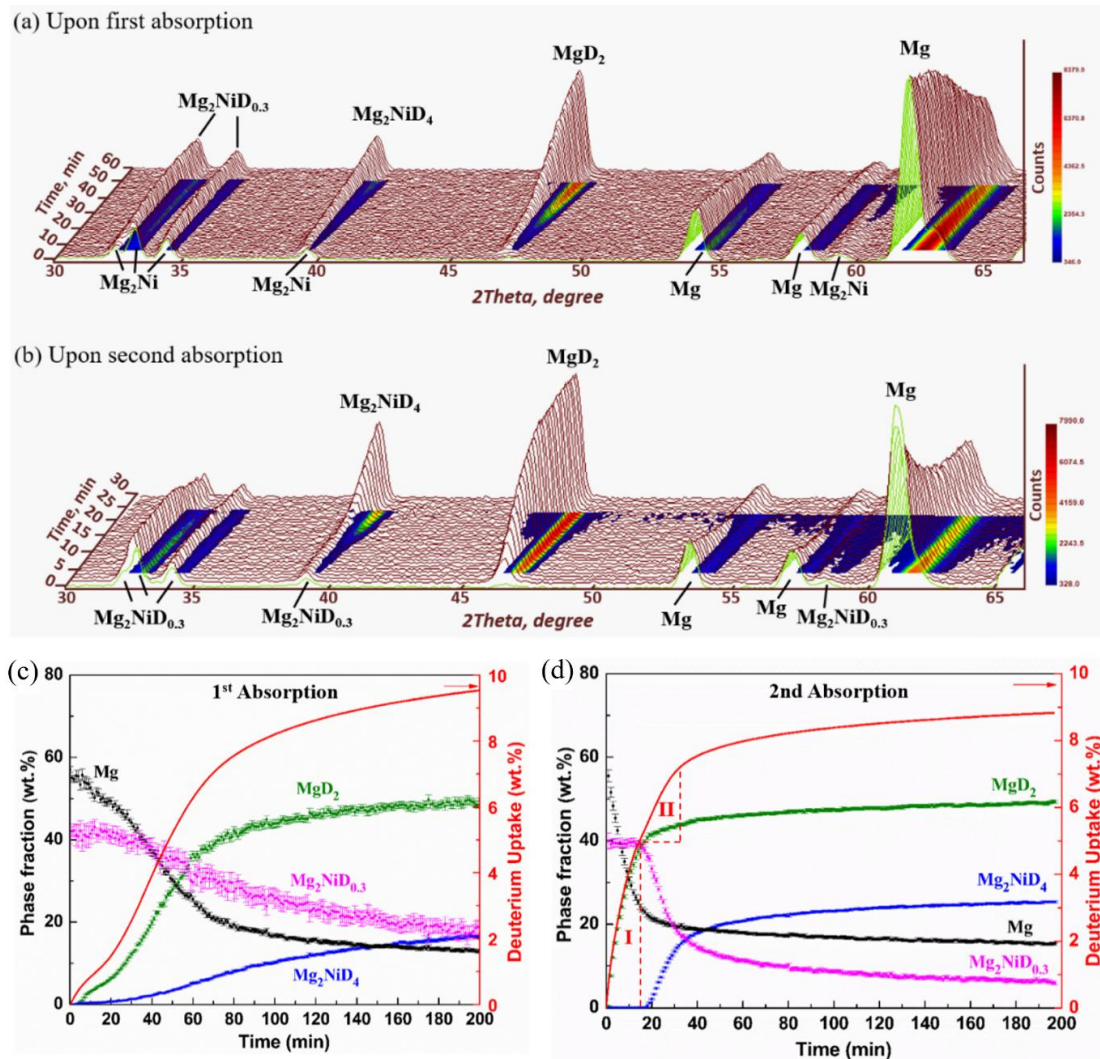 (a) Upon first absorption
MgD₂
Mg
Mg₂NiD₀.₃
Mg₂NiD₄
8379.0
6370.8
4362.5
2354.3
346.0
Counts
Time, min
60
50
40
30
20
10
0
30
35
40
45
50
55
60
65
Mg₂Ni
Mg₂Ni
Mg
Mg
Mg₂Ni
2Theta, degree
(b) Upon second absorption
MgD₂
Mg
Mg₂NiD₄
7990.0
6074.5
4159.0
2243.5
328.0
Counts
Time, min
30
25
20
15
10
5
0
30
35
40
45
50
55
60
65
Mg₂NiD₀.₃
Mg₂NiD₀.₃
Mg
Mg
Mg₂NiD₀.₃
2Theta, degree
(c)
1st Absorption
Phase fraction (wt.%)
80
60
40
20
0
Mg
MgD₂
Mg₂NiD₀.₃
Mg₂NiD₄
10
8
6
4
2
0
Deuterium Uptake (wt.%)
0 20 40 60 80 100 120 140 160 180 200
Time (min)
(d)
2nd Absorption
Phase fraction (wt.%)
80
60
40
20
0
I
II
MgD₂
Mg₂NiD₄
Mg
Mg₂NiD₀.₃
10
8
6
4
2
0
Deuterium Uptake (wt.%)
0 20 40 60 80 100 120 140 160 180 200
Time (min)